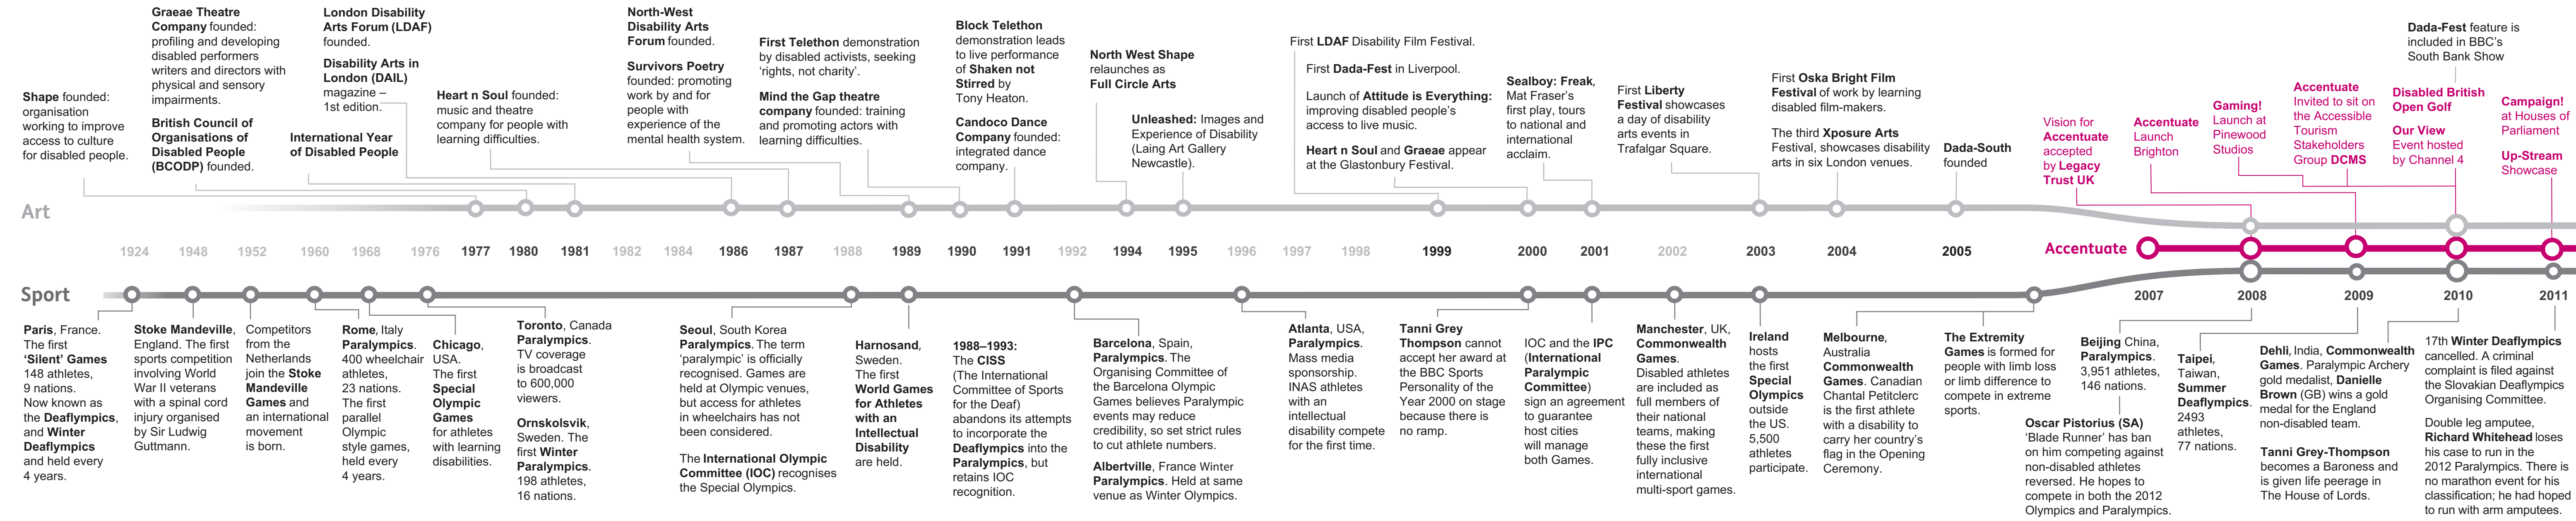 Shape founded:
organisation
working to improve
access to culture
for disabled people.
Graeae Theatre
Company founded:
profiling and developing
disabled performers
writers and directors with
physical and sensory
impairments.
British Council of
Organisations of
Disabled People
(BCODP) founded.
London Disability
Arts Forum (LDAF)
founded.
Disability Arts in
London (DAIL)
magazine –
1st edition.
International Year
of Disabled People
Heart n Soul founded:
music and theatre
company for people with
learning difficulties.
North-West
Disability Arts
Forum founded.
Survivors Poetry
founded: promoting
work by and for
people with
experience of the
mental health system.
First Telethon demonstration
by disabled activists, seeking
‘rights, not charity’.
Mind the Gap theatre
company founded: training
and promoting actors with
learning difficulties.
Block Telethon
demonstration leads
to live performance
of Shaken not
Stirred by
Tony Heaton.
Candoco Dance
Company founded:
integrated dance
company.
North West Shape
relaunches as
Full Circle Arts
Unleashed: Images and
Experience of Disability
(Laing Art Gallery
Newcastle).
First LDAF Disability Film Festival.
First Dada-Fest in Liverpool.
Launch of Attitude is Everything:
improving disabled people’s
access to live music.
Heart n Soul and Graeae appear
at the Glastonbury Festival.
Sealboy: Freak,
Mat Fraser’s
first play, tours
to national and
international
acclaim.
First Liberty
Festival showcases
a day of disability
arts events in
Trafalgar Square.
First Oska Bright Film
Festival of work by learning
disabled film-makers.
The third Xposure Arts
Festival, showcases disability
arts in six London venues.
Dada-South
founded
Vision for
Accentuate
accepted
by Legacy
Trust UK
Accentuate
Launch
Brighton
Gaming!
Launch at
Pinewood
Studios
Accentuate
Invited to sit on
the Accessible
Tourism
Stakeholders
Group DCMS
Dada-Fest feature is
included in BBC’s
South Bank Show
Disabled British
Open Golf
Our View
Event hosted
by Channel 4
Campaign!
at Houses of
Parliament
Up-Stream
Showcase
Art
1924 1948 1952 1960 1968 1976 1977 1980 1981 1982 1984 1986 1987 1988 1989 1990 1991 1992 1994 1995 1996 1997 1998 1999 2000 2001 2002 2003 2004 2005 Accentuate
Sport
2007 2008 2009 2010 2011
Paris, France.
The first
‘Silent’ Games
148 athletes,
9 nations.
Now known as
the Deaflympics,
and Winter
Deaflympics
and held every
4 years.
Stoke Mandeville,
England. The first
sports competition
involving World
War II veterans
with a spinal cord
injury organised
by Sir Ludwig
Guttmann.
Competitors
from the
Netherlands
join the Stoke
Mandeville
Games and
an international
movement
is born.
Rome, Italy
Paralympics.
400 wheelchair
athletes,
23 nations.
The first
parallel
Olympic
style games,
held every
4 years.
Chicago,
USA.
The first
Special
Olympic
Games
for athletes
with learning
disabilities.
Toronto, Canada
Paralympics.
TV coverage
is broadcast
to 600,000
viewers.
Ornskolsvik,
Sweden. The
first Winter
Paralympics.
198 athletes,
16 nations.
Seoul, South Korea
Paralympics. The term
‘paralympic’ is officially
recognised. Games are
held at Olympic venues,
but access for athletes
in wheelchairs has not
been considered.
The International Olympic
Committee (IOC) recognises
the Special Olympics.
Harnosand,
Sweden.
The first
World Games
for Athletes
with an
Intellectual
Disability
are held.
1988–1993:
The CISS
(The International
Committee of Sports
for the Deaf)
abandons its attempts
to incorporate the
Deaflympics into the
Paralympics, but
retains IOC
recognition.
Barcelona, Spain,
Paralympics. The
Organising Committee of
the Barcelona Olympic
Games believes Paralympic
events may reduce
credibility, so set strict rules
to cut athlete numbers.
Albertville, France Winter
Paralympics. Held at same
venue as Winter Olympics.
Atlanta, USA,
Paralympics.
Mass media
sponsorship.
INAS athletes
with an
intellectual
disability compete
for the first time.
Tanni Grey
Thompson cannot
accept her award at
the BBC Sports
Personality of the
Year 2000 on stage
because there is
no ramp.
IOC and the IPC
(International
Paralympic
Committee)
sign an agreement
to guarantee
host cities
will manage
both Games.
Manchester, UK,
Commonwealth
Games.
Disabled athletes
are included as
full members of
their national
teams, making
these the first
fully inclusive
international
multi-sport games.
Ireland
hosts
the first
Special
Olympics
outside
the US.
5,500
athletes
participate.
Melbourne,
Australia
Commonwealth
Games. Canadian
Chantal Petitclerc
is the first athlete
with a disability to
carry her country’s
flag in the Opening
Ceremony.
The Extremity
Games is formed for
people with limb loss
or limb difference to
compete in extreme
sports.
Beijing China,
Paralympics.
3,951 athletes,
146 nations.
Oscar Pistorius (SA)
‘Blade Runner’ has ban
on him competing against
non-disabled athletes
reversed. He hopes to
compete in both the 2012
Olympics and Paralympics.
Taipei,
Taiwan,
Summer
Deaflympics.
2493
athletes,
77 nations.
Dehli, India, Commonwealth
Games. Paralympic Archery
gold medalist, Danielle
Brown (GB) wins a gold
medal for the England
non-disabled team.
Tanni Grey-Thompson
becomes a Baroness and
is given life peerage in
The House of Lords.
17th Winter Deaflympics
cancelled. A criminal
complaint is filed against
the Slovakian Deaflympics
Organising Committee.
Double leg amputee,
Richard Whitehead loses
his case to run in the
2012 Paralympics. There is
no marathon event for his
classification; he had hoped
to run with arm amputees.